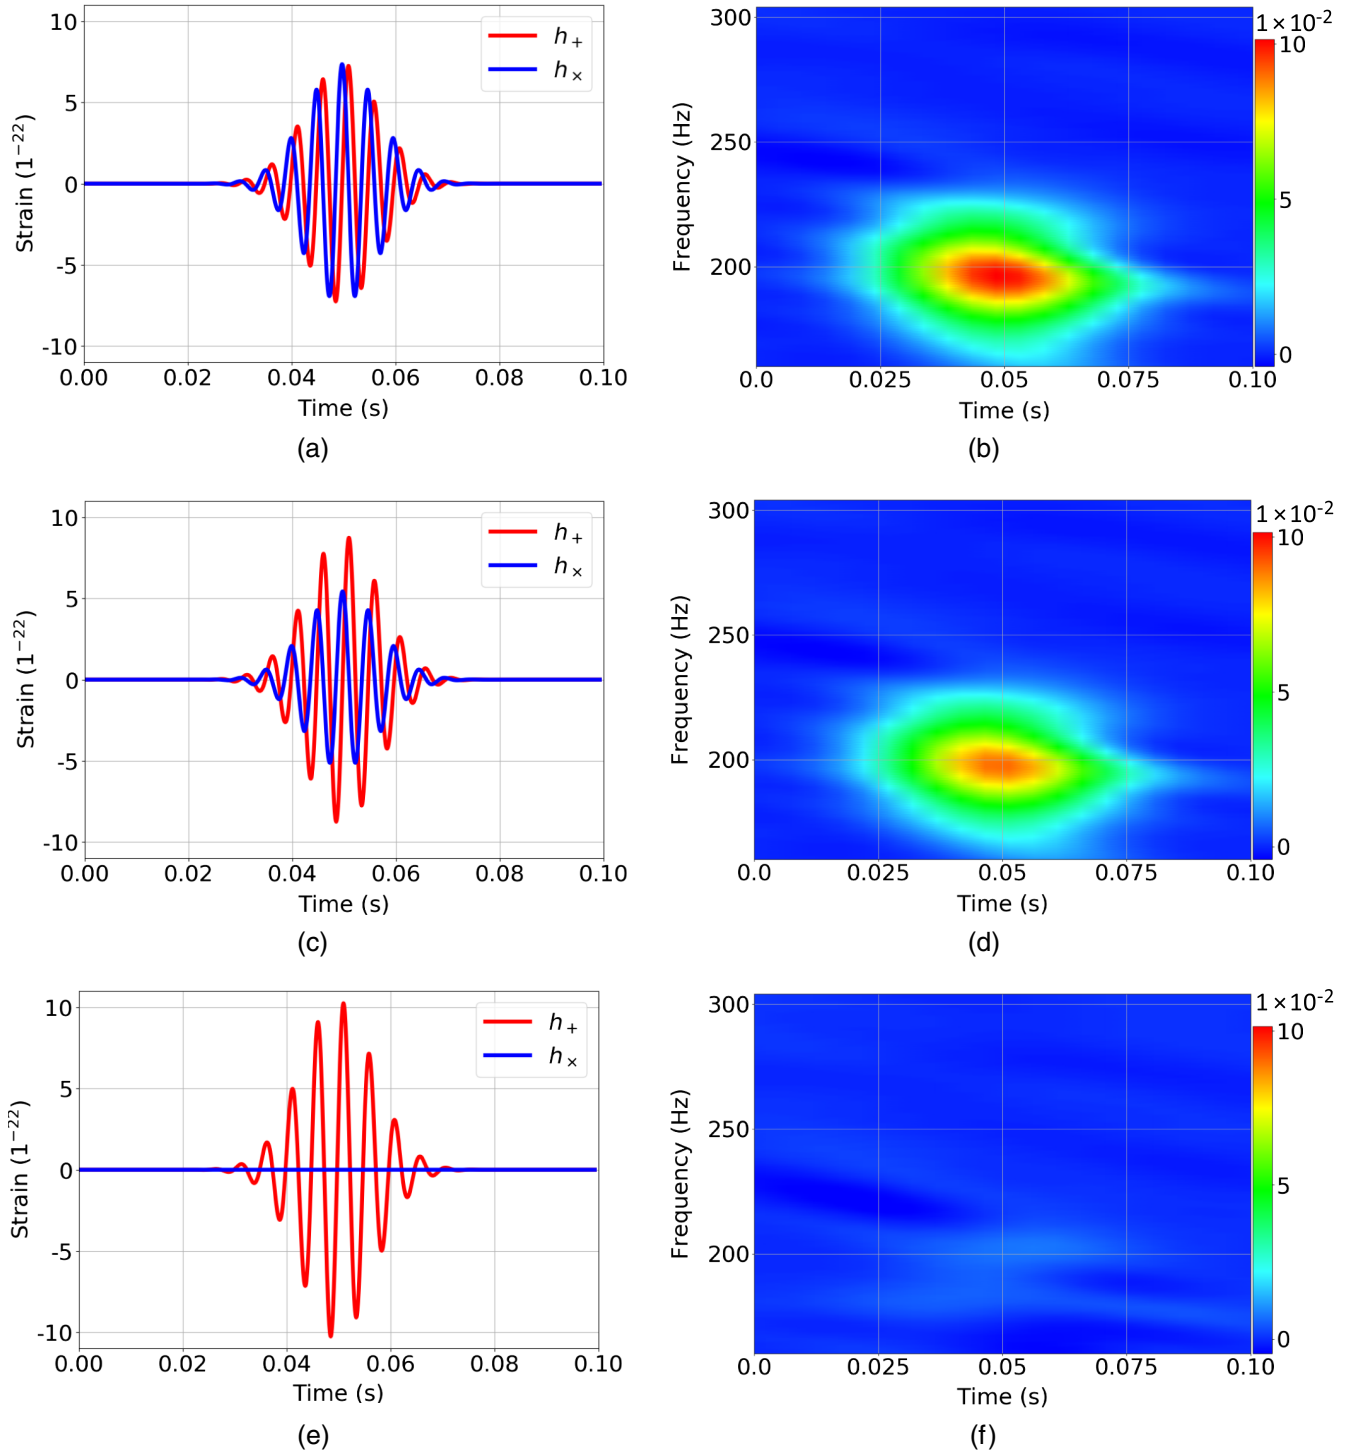 10
5
0
-5
-10
Strain (1⁻²²)
h₊
hₓ
0.00 0.02 0.04 0.06 0.08 0.10
Time (s)
(a)
300
250
200
Frequency (Hz)
1×10⁻²
10
5
0
0.0 0.025 0.05 0.075 0.10
Time (s)
(b)
10
5
0
-5
-10
Strain (1⁻²²)
h₊
hₓ
0.00 0.02 0.04 0.06 0.08 0.10
Time (s)
(c)
300
250
200
Frequency (Hz)
1×10⁻²
10
5
0
0.0 0.025 0.05 0.075 0.10
Time (s)
(d)
10
5
0
-5
-10
Strain (1⁻²²)
h₊
hₓ
0.00 0.02 0.04 0.06 0.08 0.10
Time (s)
(e)
300
250
200
Frequency (Hz)
1×10⁻²
10
5
0
0.0 0.025 0.05 0.075 0.10
Time (s)
(f)